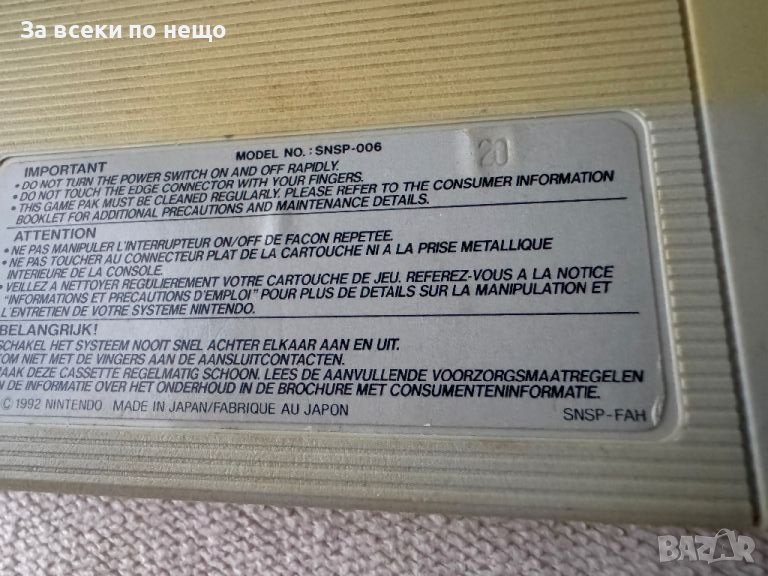 За всеки по нещо
MODEL NO.: SNSP-006
20
IMPORTANT
• DO NOT TURN THE POWER SWITCH ON AND OFF RAPIDLY.
• DO NOT TOUCH THE EDGE CONNECTOR WITH YOUR FINGERS.
• THIS GAME PAK MUST BE CLEANED REGULARLY. PLEASE REFER TO THE CONSUMER INFORMATION
BOOKLET FOR ADDITIONAL PRECAUTIONS AND MAINTENANCE DETAILS.
ATTENTION
• NE PAS MANIPULER L'INTERRUPTEUR ON/OFF DE FACON REPETEE.
• NE PAS TOUCHER AU CONNECTEUR PLAT DE LA CARTOUCHE NI A LA PRISE METALLIQUE
INTERIEURE DE LA CONSOLE.
• VEILLEZ A NETTOYER REGULIEREMENT VOTRE CARTOUCHE DE JEU. REFEREZ-VOUS A LA NOTICE
"INFORMATIONS ET PRECAUTIONS D'EMPLOI" POUR PLUS DE DETAILS SUR LA MANIPULATION ET
L'ENTRETIEN DE VOTRE SYSTEME NINTENDO.
BELANGRIJK!
SCHAKEL HET SYSTEEM NOOIT SNEL ACHTER ELKAAR AAN EN UIT.
KOM NIET MET DE VINGERS AAN DE AANSLUITCONTACTEN.
MAAK DEZE CASSETTE REGELMATIG SCHOON. LEES DE AANVULLENDE VOORZORGSMAATREGELEN
EN DE INFORMATIE OVER HET ONDERHOUD IN DE BROCHURE MET CONSUMENTENINFORMATIE.
© 1992 NINTENDO MADE IN JAPAN/FABRIQUE AU JAPON
SNSP-FAH
BAZAR